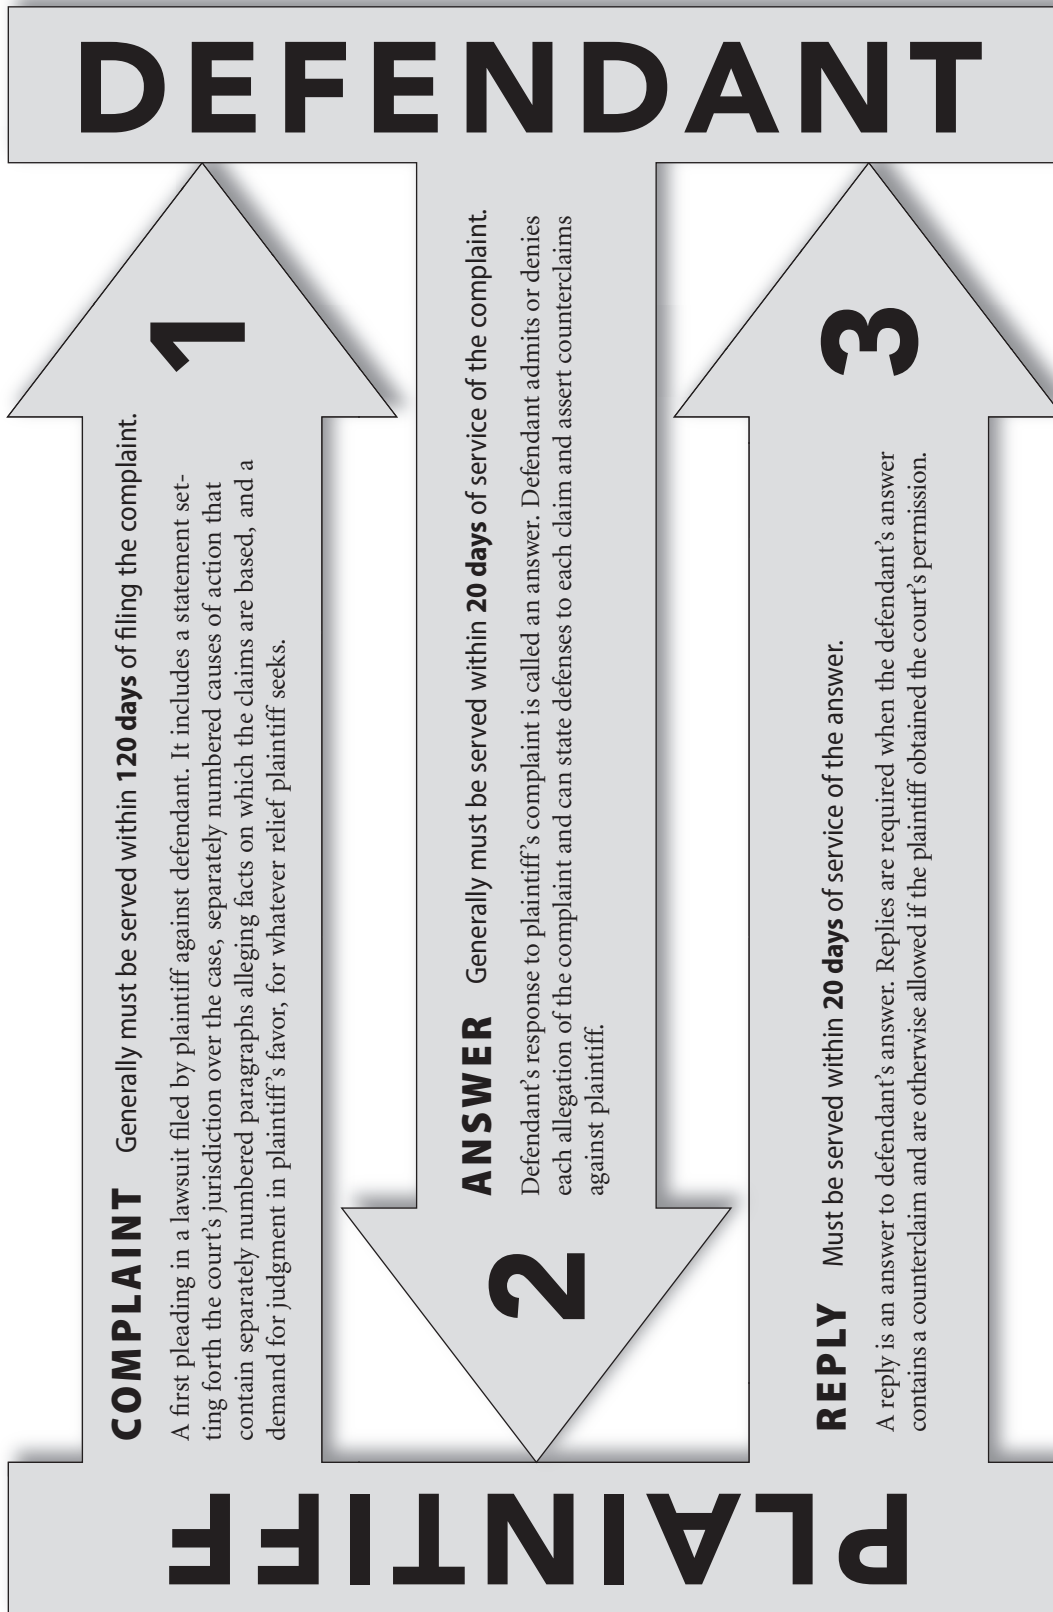 DEFENDANT
1
COMPLAINT Generally must be served within 120 days of filing the complaint.
A first pleading in a lawsuit filed by plaintiff against defendant. It includes a statement set-
ting forth the court's jurisdiction over the case, separately numbered causes of action that
contain separately numbered paragraphs alleging facts on which the claims are based, and a
demand for judgment in plaintiff's favor, for whatever relief plaintiff seeks.
2
ANSWER Generally must be served within 20 days of service of the complaint.
Defendant's response to plaintiff's complaint is called an answer. Defendant admits or denies
each allegation of the complaint and can state defenses to each claim and assert counterclaims
against plaintiff.
3
REPLY Must be served within 20 days of service of the answer.
A reply is an answer to defendant's answer. Replies are required when the defendant's answer
contains a counterclaim and are otherwise allowed if the plaintiff obtained the court's permission.
PLAINTIFF